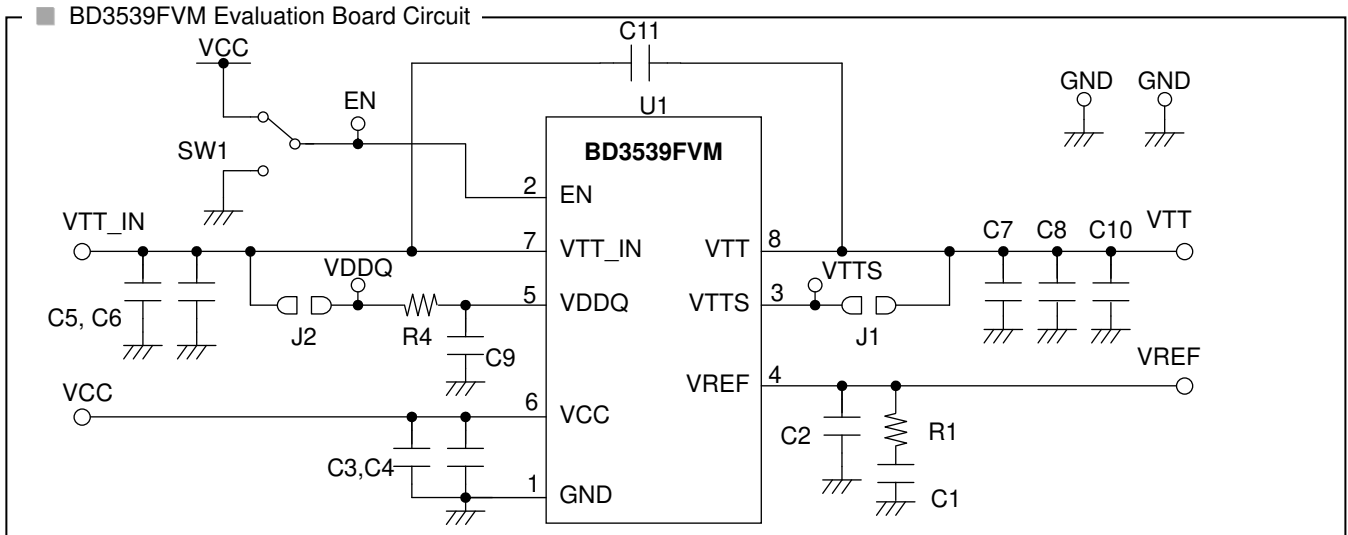 BD3539FVM Evaluation Board Circuit
VCC
C11
GND GND
EN
U1
BD3539FVM
SW1
2 EN
VTT_IN
7 VTT_IN
VTT 8
C7 C8 C10
VTT
VDDQ
VTTS
5 VDDQ
VTTS 3
C5, C6
J2
R4
C9
J1
VREF
VREF 4
VCC
6 VCC
C2
R1
C3,C4
1 GND
C1